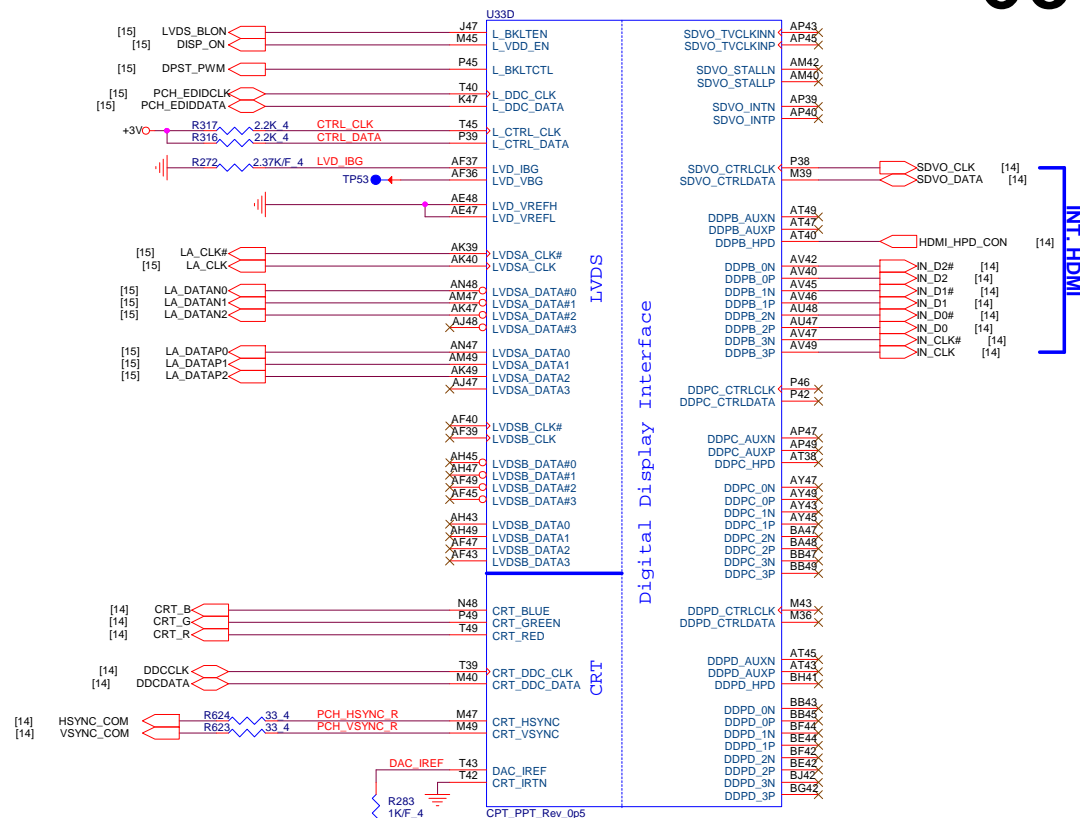 U33D
[15] LVDS_BLON J47 L_BKLTEN
[15] DISP_ON M45 L_VDD_EN
[15] DPST_PWM P45 L_BKLTCTL
[15] PCH_EDIDCLK T40 L_DDC_CLK
[15] PCH_EDIDDATA K47 L_DDC_DATA
+3V R317 2.2K_4 CTRL_CLK T45 L_CTRL_CLK
R316 2.2K_4 CTRL_DATA P39 L_CTRL_DATA
R272 2.37K/F_4 LVD_IBG AF37 LVD_IBG
TP53 AF36 LVD_VBG
AE48 LVD_VREFH
AE47 LVD_VREFL
[15] LA_CLK# AK39 LVDSA_CLK#
[15] LA_CLK AK40 LVDSA_CLK
[15] LA_DATAN0 AN48 LVDSA_DATA#0
[15] LA_DATAN1 AM47 LVDSA_DATA#1
[15] LA_DATAN2 AK47 LVDSA_DATA#2
AJ48 LVDSA_DATA#3
[15] LA_DATAP0 AN47 LVDSA_DATA0
[15] LA_DATAP1 AM49 LVDSA_DATA1
[15] LA_DATAP2 AK49 LVDSA_DATA2
AJ47 LVDSA_DATA3
AF40 LVDSB_CLK#
AF39 LVDSB_CLK
AH45 LVDSB_DATA#0
AH47 LVDSB_DATA#1
AF49 LVDSB_DATA#2
AF45 LVDSB_DATA#3
AH43 LVDSB_DATA0
AH49 LVDSB_DATA1
AF47 LVDSB_DATA2
AF43 LVDSB_DATA3
LVDS
[14] CRT_B N48 CRT_BLUE
[14] CRT_G P49 CRT_GREEN
[14] CRT_R T49 CRT_RED
[14] DDCCLK T39 CRT_DDC_CLK
[14] DDCDATA M40 CRT_DDC_DATA
[14] HSYNC_COM R624 33_4 PCH_HSYNC_R M47 CRT_HSYNC
[14] VSYNC_COM R623 33_4 PCH_VSYNC_R M49 CRT_VSYNC
DAC_IREF T43 DAC_IREF
T42 CRT_IRTN
R283
1K/F_4
CRT
Digital Display Interface
SDVO_TVCLKINN AP43
SDVO_TVCLKINP AP45
SDVO_STALLN AM42
SDVO_STALLP AM40
SDVO_INTN AP39
SDVO_INTP AP40
SDVO_CTRLCLK P38 SDVO_CLK [14]
SDVO_CTRLDATA M39 SDVO_DATA [14]
DDPB_AUXN AT49
DDPB_AUXP AT47
DDPB_HPD AT40 HDMI_HPD_CON [14]
DDPB_0N AV42 IN_D2# [14]
DDPB_0P AV40 IN_D2 [14]
DDPB_1N AV45 IN_D1# [14]
DDPB_1P AV46 IN_D1 [14]
DDPB_2N AU48 IN_D0# [14]
DDPB_2P AU47 IN_D0 [14]
DDPB_3N AV47 IN_CLK# [14]
DDPB_3P AV49 IN_CLK [14]
INT. HDMI
DDPC_CTRLCLK P46
DDPC_CTRLDATA P42
DDPC_AUXN AP47
DDPC_AUXP AP49
DDPC_HPD AT38
DDPC_0N AY47
DDPC_0P AY49
DDPC_1N AY43
DDPC_1P AY45
DDPC_2N BA47
DDPC_2P BA48
DDPC_3N BB47
DDPC_3P BB49
DDPD_CTRLCLK M43
DDPD_CTRLDATA M36
DDPD_AUXN AT45
DDPD_AUXP AT43
DDPD_HPD BH41
DDPD_0N BB43
DDPD_0P BB45
DDPD_1N BF44
DDPD_1P BE44
DDPD_2N BF42
DDPD_2P BE42
DDPD_3N BJ42
DDPD_3P BG42
CPT_PPT_Rev_0p5